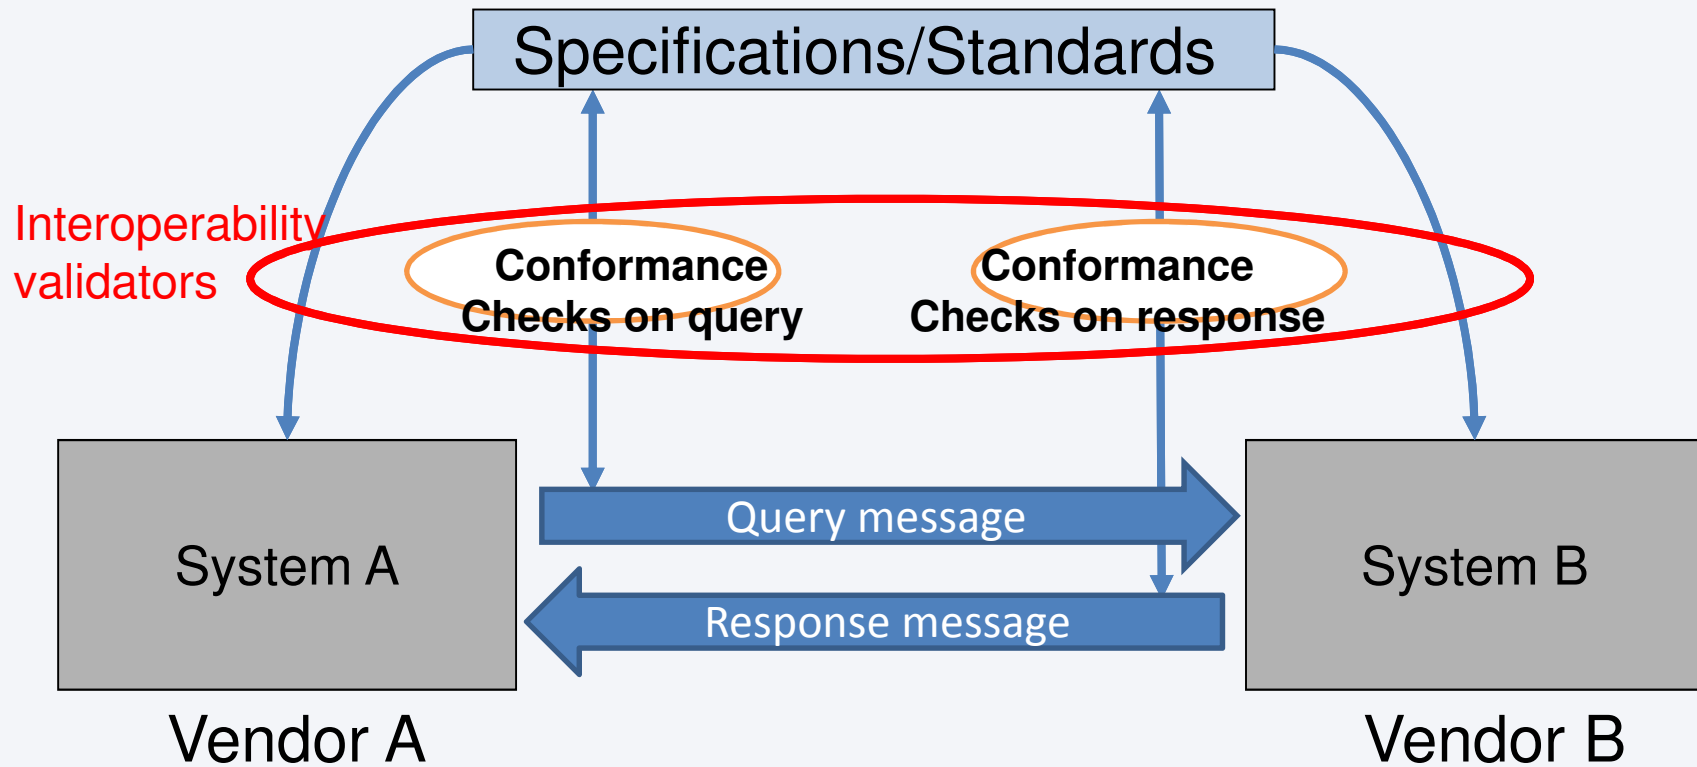 Specifications/Standards
Interoperability
validators
Conformance
Checks on query
Conformance
Checks on response
Query message
System A
System B
Response message
Vendor A
Vendor B